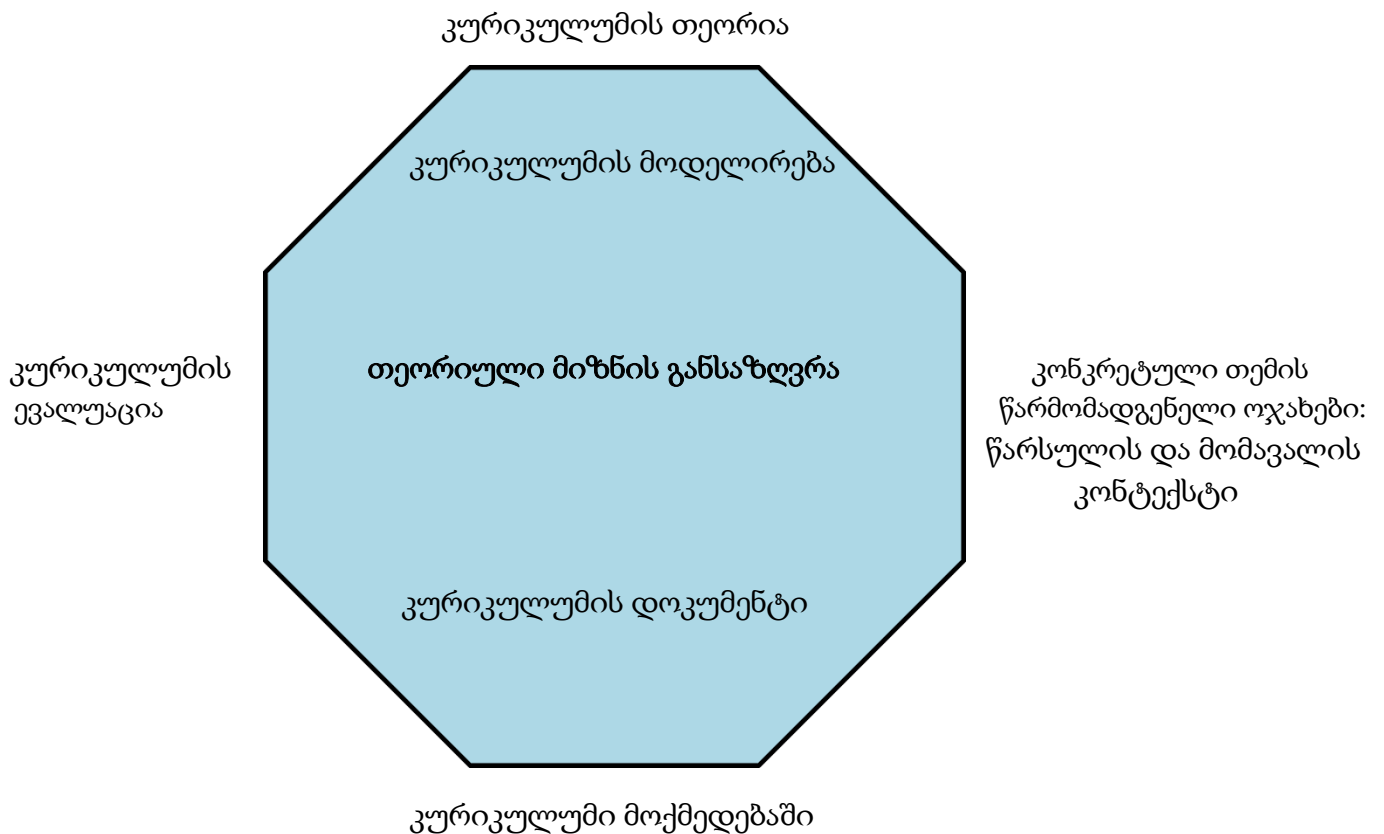 კურიკულუმის თეორია
კურიკულუმის მოდელირება
კურიკულუმის
ევალუაცია
თეორიული მიზნის განსაზღვრა
კონკრეტული თემის
წარმომადგენელი ოჯახები:
წარსულის და მომავალის
კონტექსტი
კურიკულუმის დოკუმენტი
კურიკულუმი მოქმედებაში